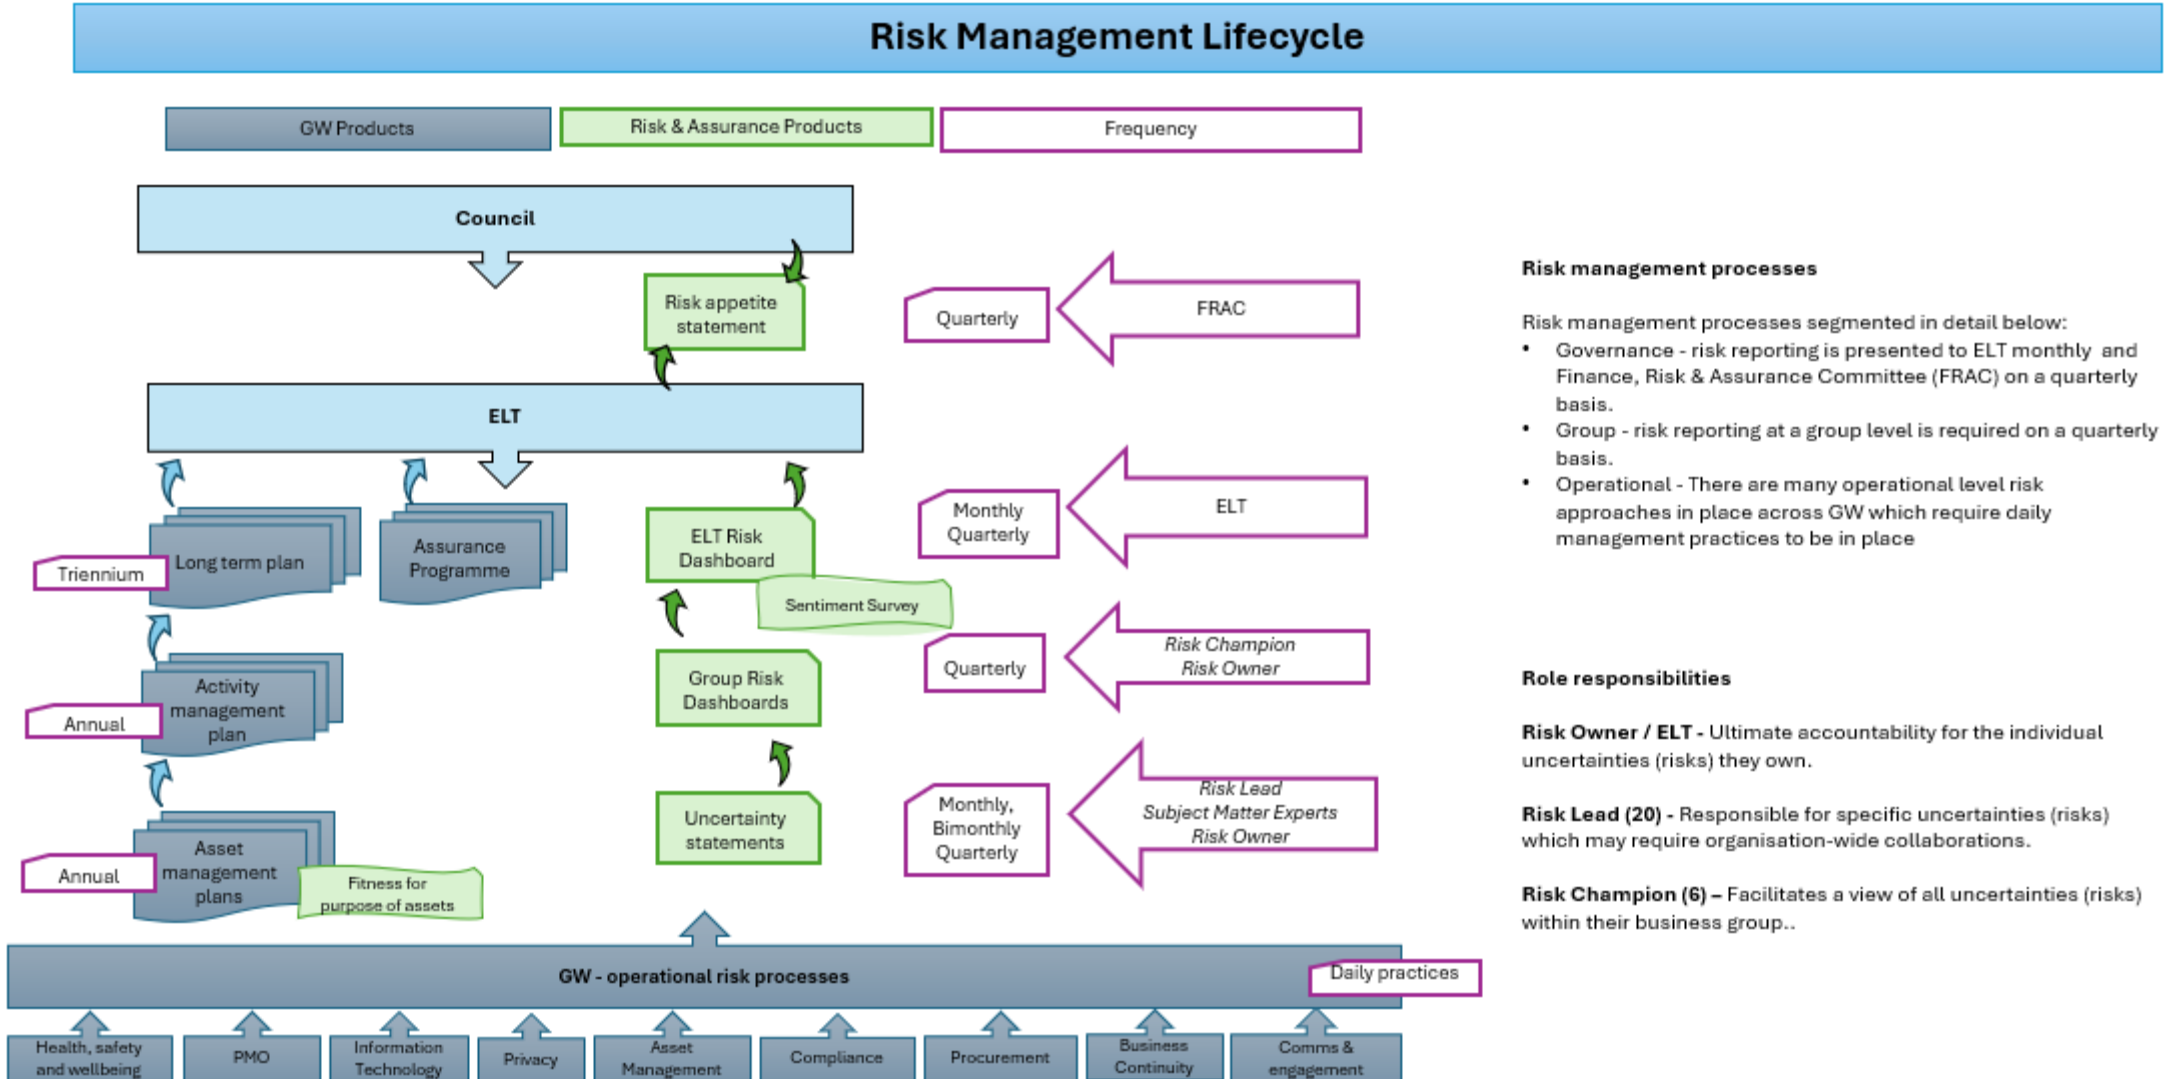 Risk Management Lifecycle
GW Products
Risk & Assurance Products
Frequency
Council
Risk appetite
statement
Quarterly
FRAC
ELT
Long term plan
Triennium
Assurance
Programme
ELT Risk
Dashboard
Sentiment Survey
Monthly
Quarterly
ELT
Activity
management
plan
Annual
Group Risk
Dashboards
Quarterly
Risk Champion
Risk Owner
Asset
management
plans
Annual
Fitness for
purpose of assets
Uncertainty
statements
Monthly,
Bimonthly
Quarterly
Risk Lead
Subject Matter Experts
Risk Owner
GW - operational risk processes
Daily practices
Health, safety
and wellbeing
PMO
Information
Technology
Privacy
Asset
Management
Compliance
Procurement
Business
Continuity
Comms &
engagement
Risk management processes
Risk management processes segmented in detail below:
• Governance - risk reporting is presented to ELT monthly and
Finance, Risk & Assurance Committee (FRAC) on a quarterly
basis.
• Group - risk reporting at a group level is required on a quarterly
basis.
• Operational - There are many operational level risk
approaches in place across GW which require daily
management practices to be in place
Role responsibilities
Risk Owner / ELT - Ultimate accountability for the individual
uncertainties (risks) they own.
Risk Lead (20) - Responsible for specific uncertainties (risks)
which may require organisation-wide collaborations.
Risk Champion (6) – Facilitates a view of all uncertainties (risks)
within their business group..